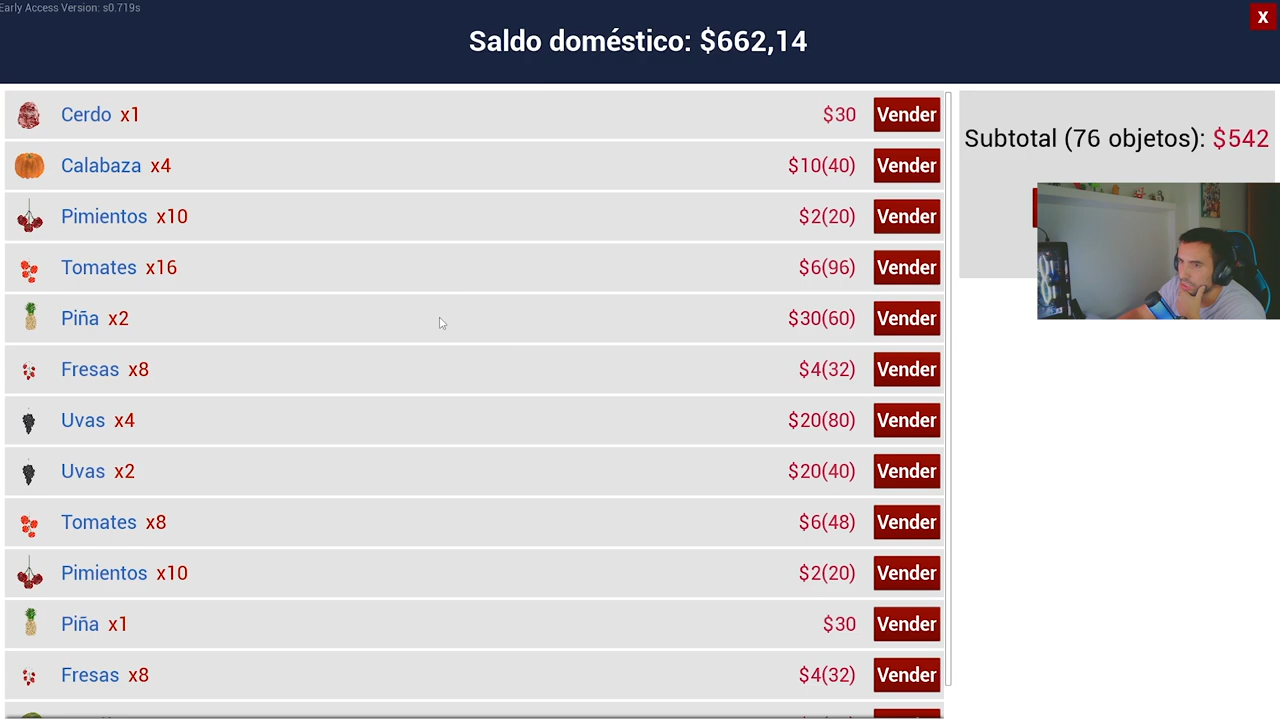 Early Access Version: s0.719s
X
Saldo doméstico: $662,14
Cerdo x1 $30 Vender
Calabaza x4 $10(40) Vender
Pimientos x10 $2(20) Vender
Tomates x16 $6(96) Vender
Piña x2 $30(60) Vender
Fresas x8 $4(32) Vender
Uvas x4 $20(80) Vender
Uvas x2 $20(40) Vender
Tomates x8 $6(48) Vender
Pimientos x10 $2(20) Vender
Piña x1 $30 Vender
Fresas x8 $4(32) Vender
Subtotal (76 objetos): $542